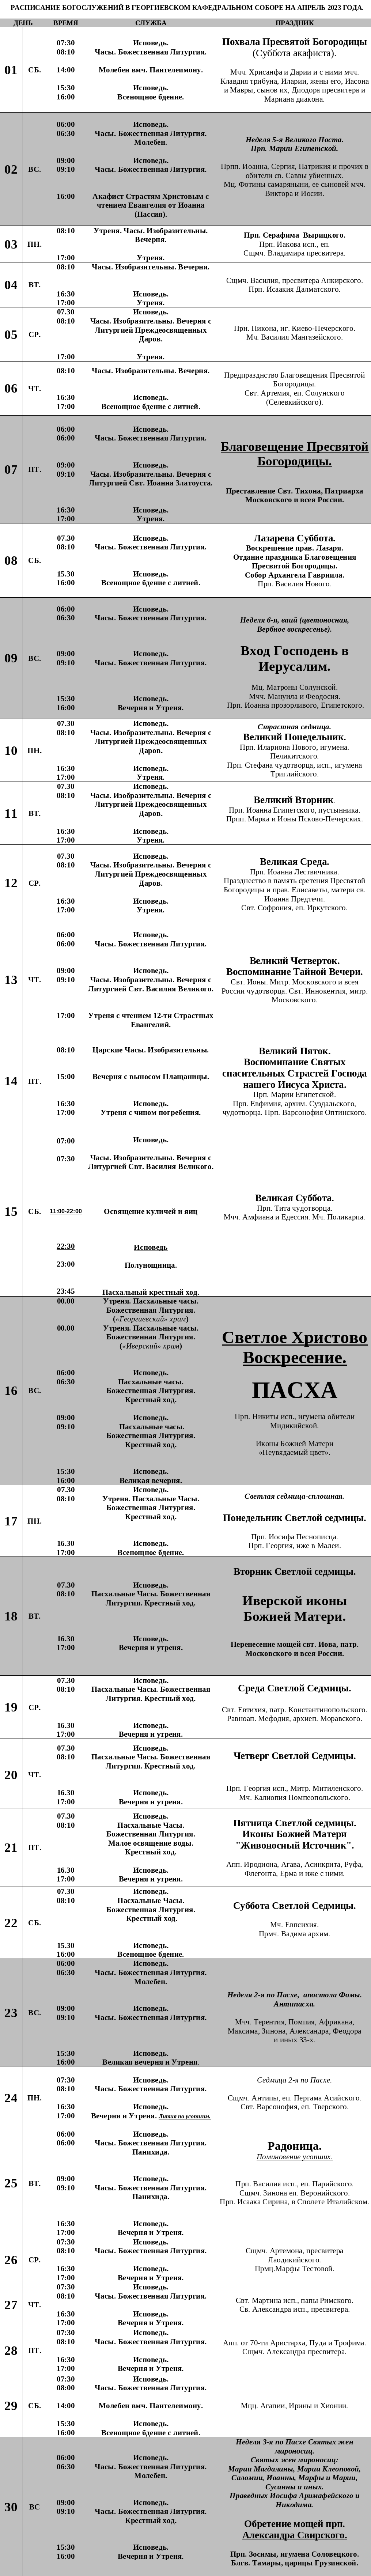 РАСПИСАНИЕ БОГОСЛУЖЕНИЙ В ГЕОРГИЕВСКОМ КАФЕДРАЛЬНОМ СОБОРЕ НА АПРЕЛЬ 2023 ГОДА.
ДЕНЬ ВРЕМЯ СЛУЖБА ПРАЗДНИК
01 СБ.
07:30 Исповедь.
08:10 Часы. Божественная Литургия.
14:00 Молебен вмч. Пантелеимону.
15:30 Исповедь.
16:00 Всенощное бдение.
Похвала Пресвятой Богородицы
(Суббота акафиста).
Мчч. Хрисанфа и Дарии и с ними мчч.
Клавдия трибуна, Иларии, жены его, Иасона
и Мавры, сынов их, Диодора пресвитера и
Мариана диакона.
02 ВС.
06:00 Исповедь.
06:30 Часы. Божественная Литургия.
Молебен.
09:00 Исповедь.
09:10 Часы. Божественная Литургия.
16:00 Акафист Страстям Христовым с
чтением Евангелия от Иоанна
(Пассия).
Неделя 5-я Великого Поста.
Прп. Марии Египетской.
Прпп. Иоанна, Сергия, Патрикия и прочих в
обители св. Саввы убиенных.
Мц. Фотины самаряныни, ее сыновей мчч.
Виктора и Иосии.
03 ПН.
08:10 Утреня. Часы. Изобразительны.
Вечерня.
17:00 Утреня.
Прп. Серафима Вырицкого.
Прп. Иакова исп., еп.
Сщмч. Владимира пресвитера.
04 ВТ.
08:10 Часы. Изобразительны. Вечерня.
16:30 Исповедь.
17:00 Утреня.
Сщмч. Василия, пресвитера Анкирского.
Прп. Исаакия Далматского.
05 СР.
07.30 Исповедь.
08:10 Часы. Изобразительны. Вечерня с
Литургией Преждеосвященных
Даров.
17:00 Утреня.
Прп. Никона, иг. Киево-Печерского.
Мч. Василия Мангазейского.
06 ЧТ.
08:10 Часы. Изобразительны. Вечерня.
16:30 Исповедь.
17:00 Всенощное бдение с литией.
Предпразднство Благовещения Пресвятой
Богородицы.
Свт. Артемия, еп. Солунского
(Селевкийского).
07 ПТ.
06:00 Исповедь.
06:00 Часы. Божественная Литургия.
09:00 Исповедь.
09:10 Часы. Изобразительны. Вечерня с
Литургией Свт. Иоанна Златоуста.
16:30 Исповедь.
17:00 Утреня.
Благовещение Пресвятой
Богородицы.
Преставление Свт. Тихона, Патриарха
Московского и всея России.
08 СБ.
07.30 Исповедь.
08:10 Часы. Божественная Литургия.
15.30 Исповедь.
16:00 Всенощное бдение с литией.
Лазарева Суббота.
Воскрешение прав. Лазаря.
Отдание праздника Благовещения
Пресвятой Богородицы.
Собор Архангела Гавриила.
Прп. Василия Нового.
09 ВС.
06:00 Исповедь.
06:30 Часы. Божественная Литургия.
09:00 Исповедь.
09:10 Часы. Божественная Литургия.
15:30 Исповедь.
16:00 Вечерня и Утреня.
Неделя 6-я, ваий (цветоносная,
Вербное воскресенье).
Вход Господень в
Иерусалим.
Мц. Матроны Солунской.
Мчч. Мануила и Феодосия.
Прп. Иоанна прозорливого, Египетского.
10 ПН.
07.30 Исповедь.
08:10 Часы. Изобразительны. Вечерня с
Литургией Преждеосвященных
Даров.
16:30 Исповедь.
17:00 Утреня.
Страстная седмица.
Великий Понедельник.
Прп. Илариона Нового, игумена.
Пеликитского.
Прп. Стефана чудотворца, исп., игумена
Триглийского.
11 ВТ.
07.30 Исповедь.
08:10 Часы. Изобразительны. Вечерня с
Литургией Преждеосвященных
Даров.
16:30 Исповедь.
17:00 Утреня.
Великий Вторник.
Прп. Иоанна Египетского, пустынника.
Прпп. Марка и Ионы Псково-Печерских.
12 СР.
07.30 Исповедь.
08:10 Часы. Изобразительны. Вечерня с
Литургией Преждеосвященных
Даров.
16:30 Исповедь.
17:00 Утреня.
Великая Среда.
Прп. Иоанна Лествичника.
Празднество в память сретения Пресвятой
Богородицы и прав. Елисаветы, матери св.
Иоанна Предтечи.
Свт. Софрония, еп. Иркутского.
13 ЧТ.
06:00 Исповедь.
06:00 Часы. Божественная Литургия.
09:00 Исповедь.
09:10 Часы. Изобразительны. Вечерня с
Литургией Свт. Василия Великого.
17:00 Утреня с чтением 12-ти Страстных
Евангелий.
Великий Четверток.
Воспоминание Тайной Вечери.
Свт. Ионы. Митр. Московского и всея
России чудотворца. Свт. Иннокентия, митр.
Московского.
14 ПТ.
08:10 Царские Часы. Изобразительны.
15:00 Вечерня с выносом Плащаницы.
16:30 Исповедь.
17:00 Утреня с чином погребения.
Великий Пяток.
Воспоминание Святых
спасительных Страстей Господа
нашего Иисуса Христа.
Прп. Марии Египетской.
Прп. Евфимия, архим. Суздальского,
чудотворца. Прп. Варсонофия Оптинского.
15 СБ.
07:00 Исповедь.
07:30 Часы. Изобразительны. Вечерня с
Литургией Свт. Василия Великого.
11:00-22:00 Освящение куличей и яиц
22:30 Исповедь
23:00 Полунощница.
23:45 Пасхальный крестный ход.
Великая Суббота.
Прп. Тита чудотворца.
Мчч. Амфиана и Едессия. Мч. Поликарпа.
16 ВС.
00.00 Утреня. Пасхальные часы.
Божественная Литургия.
(«Георгиевский» храм)
00.00 Утреня. Пасхальные часы.
Божественная Литургия.
(«Иверский» храм)
06:00 Исповедь.
06:30 Пасхальные часы.
Божественная Литургия.
Крестный ход.
09:00 Исповедь.
09:10 Пасхальные часы.
Божественная Литургия.
Крестный ход.
15:30 Исповедь.
16:00 Великая вечерня.
Светлое Христово
Воскресение.
ПАСХА
Прп. Никиты исп., игумена обители
Мидикийской.
Иконы Божией Матери
«Неувядаемый цвет».
17 ПН.
07.30 Исповедь.
08:10 Утреня. Пасхальные Часы.
Божественная Литургия.
Крестный ход.
16.30 Исповедь.
17:00 Всенощное бдение.
Светлая седмица-сплошная.
Понедельник Светлой седмицы.
Прп. Иосифа Песнописца.
Прп. Георгия, иже в Малеи.
18 ВТ.
07.30 Исповедь.
08:10 Пасхальные Часы. Божественная
Литургия. Крестный ход.
16.30 Исповедь.
17:00 Вечерня и утреня.
Вторник Светлой седмицы.
Иверской иконы
Божией Матери.
Перенесение мощей свт. Иова, патр.
Московского и всея России.
19 СР.
07.30 Исповедь.
08:10 Пасхальные Часы. Божественная
Литургия. Крестный ход.
16.30 Исповедь.
17:00 Вечерня и утреня.
Среда Светлой Седмицы.
Свт. Евтихия, патр. Константинопольского.
Равноап. Мефодия, архиеп. Моравского.
20 ЧТ.
07.30 Исповедь.
08:10 Пасхальные Часы. Божественная
Литургия. Крестный ход.
16.30 Исповедь.
17:00 Вечерня и утреня.
Четверг Светлой Седмицы.
Прп. Георгия исп., Митр. Митиленского.
Мч. Калиопия Помпеопольского.
21 ПТ.
07.30 Исповедь.
08:10 Пасхальные Часы.
Божественная Литургия.
Малое освящение воды.
Крестный ход.
16.30 Исповедь.
17:00 Вечерня и утреня.
Пятница Светлой седмицы.
Иконы Божией Матери
"Живоносный Источник".
Апп. Иродиона, Агава, Асинкрита, Руфа,
Флегонта, Ерма и иже с ними.
22 СБ.
07.30 Исповедь.
08:10 Пасхальные Часы.
Божественная Литургия.
Крестный ход.
15.30 Исповедь.
16:00 Всенощное бдение.
Суббота Светлой Седмицы.
Мч. Евпсихия.
Прмч. Вадима архим.
23 ВС.
06:00 Исповедь.
06:30 Часы. Божественная Литургия.
Молебен.
09:00 Исповедь.
09:10 Часы. Божественная Литургия.
15:30 Исповедь.
16:00 Великая вечерня и Утреня.
Неделя 2-я по Пасхе, апостола Фомы.
Антипасха.
Мчч. Терентия, Помпия, Африкана,
Максима, Зинона, Александра, Феодора
и иных 33-х.
24 ПН.
07:30 Исповедь.
08:10 Часы. Божественная Литургия.
16:30 Исповедь.
17:00 Вечерня и Утреня. Лития по усопшим.
Седмица 2-я по Пасхе.
Сщмч. Антипы, еп. Пергама Асийского.
Свт. Варсонофия, еп. Тверского.
25 ВТ.
06:00 Исповедь.
06:00 Часы. Божественная Литургия.
Панихида.
09:00 Исповедь.
09:10 Часы. Божественная Литургия.
Панихида.
16:30 Исповедь.
17:00 Вечерня и Утреня.
Радоница.
Поминовение усопших.
Прп. Василия исп., еп. Парийского.
Сщмч. Зинона еп. Веронийского.
Прп. Исаака Сирина, в Сполете Италийском.
26 СР.
07:30 Исповедь.
08:10 Часы. Божественная Литургия.
16:30 Исповедь.
17:00 Вечерня и Утреня.
Сщмч. Артемона, пресвитера
Лаодикийского.
Прмц.Марфы Тестовой.
27 ЧТ.
07:30 Исповедь.
08:10 Часы. Божественная Литургия.
16:30 Исповедь.
17:00 Вечерня и Утреня.
Свт. Мартина исп., папы Римского.
Св. Александра исп., пресвитера.
28 ПТ.
07:30 Исповедь.
08:10 Часы. Божественная Литургия.
16:30 Исповедь.
17:00 Вечерня и Утреня.
Апп. от 70-ти Аристарха, Пуда и Трофима.
Сщмч. Александра пресвитера.
29 СБ.
07:30 Исповедь.
08:00 Часы. Божественная Литургия.
14:00 Молебен вмч. Пантелеимону.
15:30 Исповедь.
16:00 Всенощное бдение с литией.
Мцц. Агапии, Ирины и Хионии.
30 ВС
06:00 Исповедь.
06:30 Часы. Божественная Литургия.
Молебен.
09:00 Исповедь.
09:10 Часы. Божественная Литургия.
Крестный ход.
15:30 Исповедь.
16:00 Вечерня и Утреня.
Неделя 3-я по Пасхе Святых жен
мироносиц.
Святых жен мироносиц:
Марии Магдалины, Марии Клеоповой,
Саломии, Иоанны, Марфы и Марии,
Сусанны и иных.
Праведных Иосифа Аримафейского и
Никодима.
Обретение мощей прп.
Александра Свирского.
Прп. Зосимы, игумена Соловецкого.
Блгв. Тамары, царицы Грузинской.